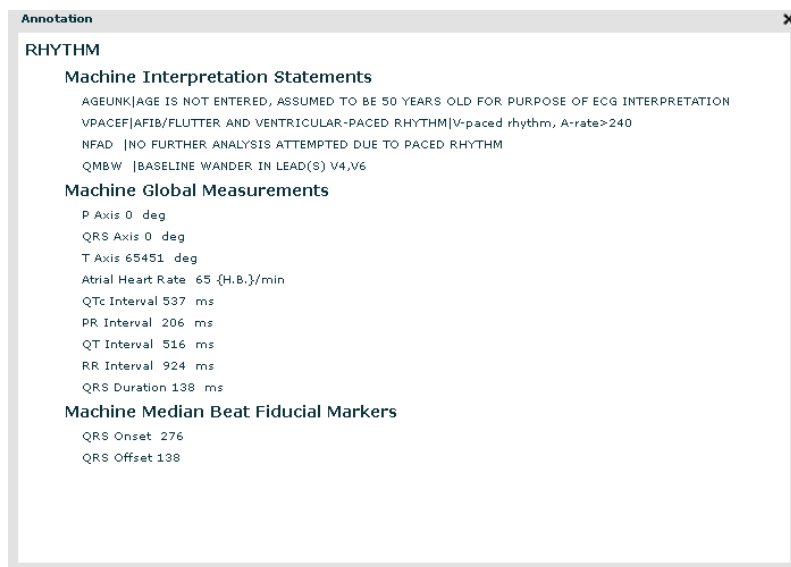 Annotation
RHYTHM
Machine Interpretation Statements
AGEUNK|AGE IS NOT ENTERED, ASSUMED TO BE 50 YEARS OLD FOR PURPOSE OF ECG INTERPRETATION
VPACEF|AFIB/FLUTTER AND VENTRICULAR-PACED RHYTHM|V-paced rhythm, A-rate>240
NFAD |NO FURTHER ANALYSIS ATTEMPTED DUE TO PACED RHYTHM
QMBW |BASELINE WANDER IN LEAD(S) V4,V6
Machine Global Measurements
P Axis 0 deg
QRS Axis 0 deg
T Axis 65451 deg
Atrial Heart Rate 65 {H.B.}/min
QTc Interval 537 ms
PR Interval 206 ms
QT Interval 516 ms
RR Interval 924 ms
QRS Duration 138 ms
Machine Median Beat Fiducial Markers
QRS Onset 276
QRS Offset 138